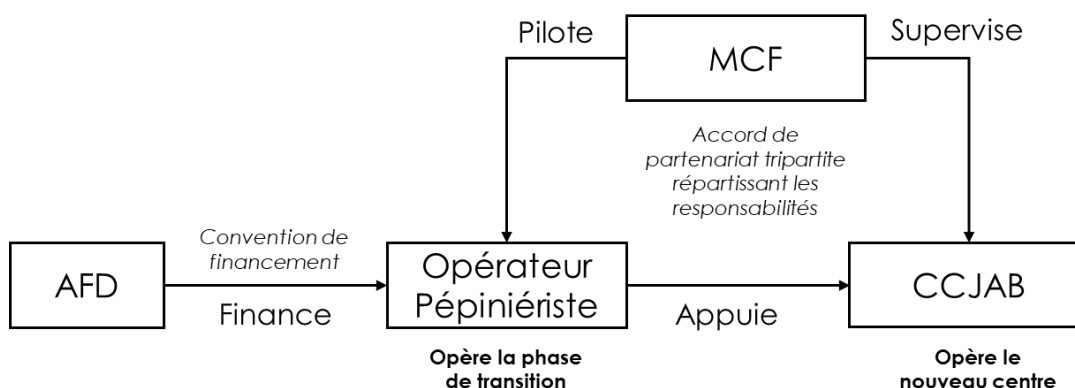 Pilote
MCF
Supervise
Accord de
partenariat tripartite
répartissant les
responsabilités
Convention de
financement
AFD
Finance
Opérateur
Pépiniériste
Appuie
CCJAB
Opère la phase
de transition
Opère le
nouveau centre